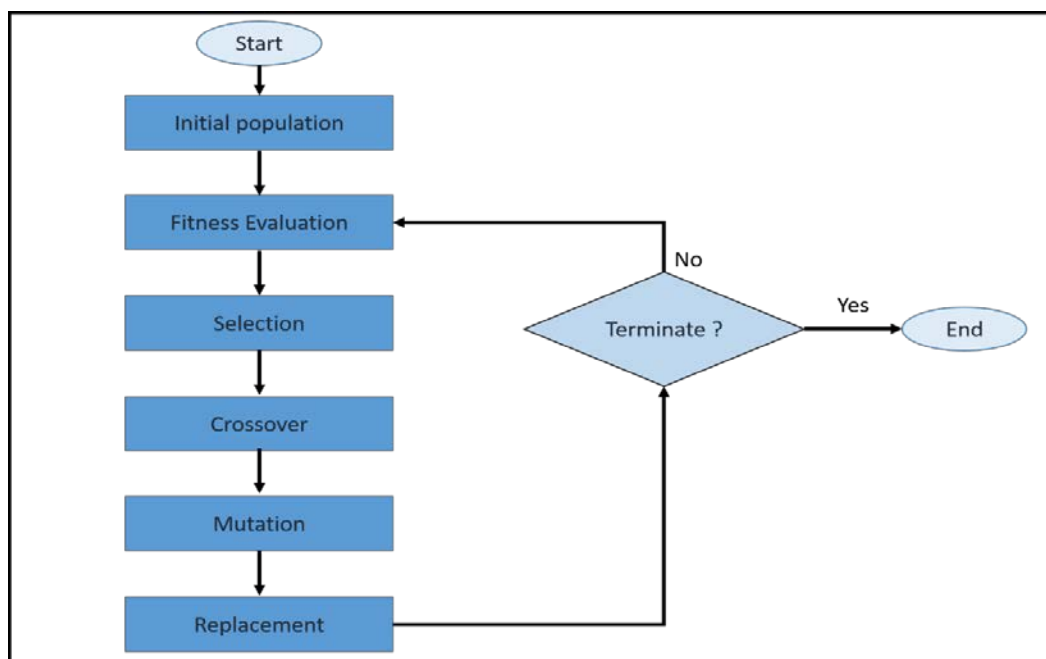 Start
Initial population
Fitness Evaluation
Selection
Crossover
Mutation
Replacement
No
Terminate ?
Yes
End